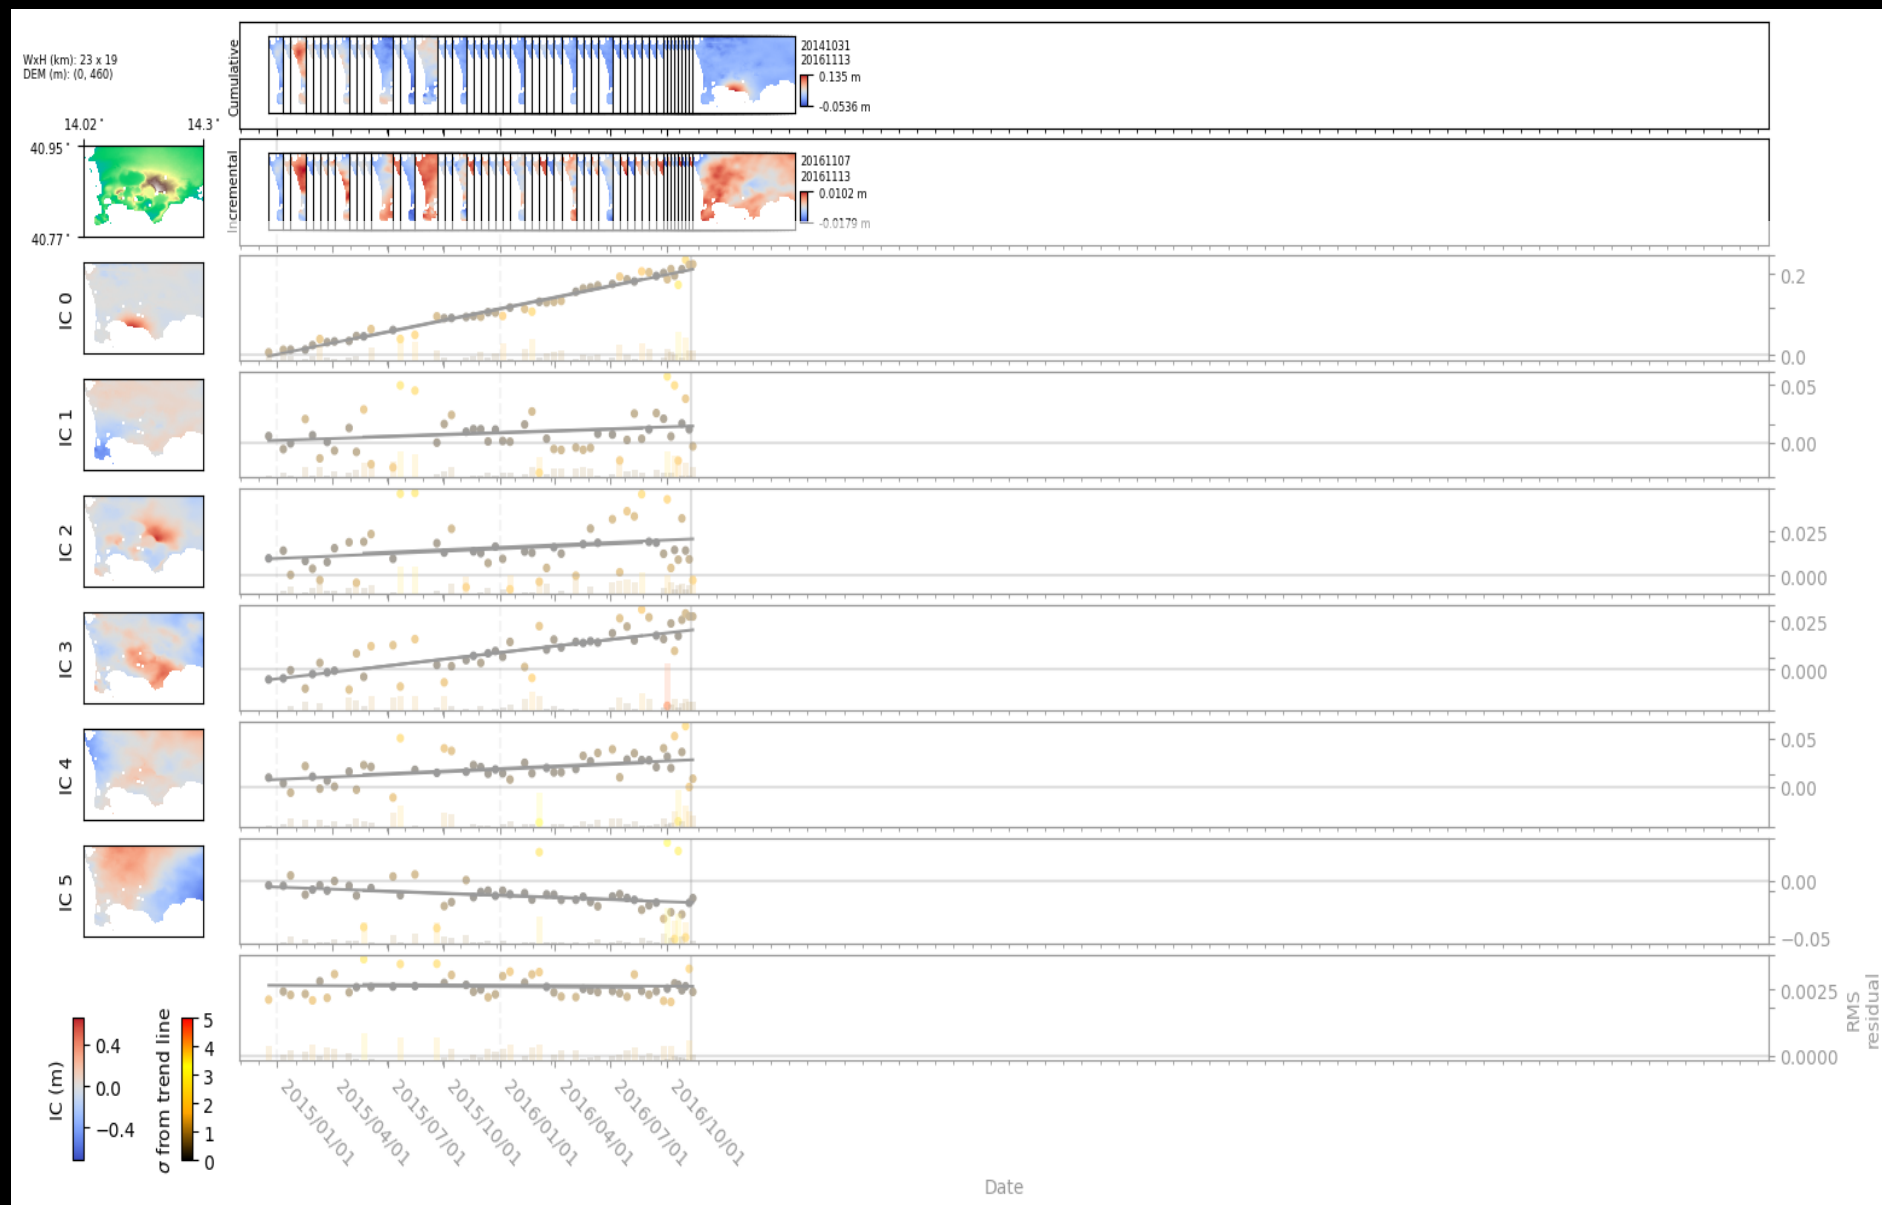 WxH (km): 23 x 19
DEM (m): (0, 460)
14.02°
14.3°
40.95°
40.77°
Cumulative
20141031
20161113
0.135 m
-0.0536 m
Incremental
20161107
20161113
0.0102 m
-0.0179 m
IC 0
0.2
0.0
IC 1
0.05
0.00
IC 2
0.025
0.000
IC 3
0.025
0.000
IC 4
0.05
0.00
IC 5
0.00
−0.05
0.0025
0.0000
RMS
residual
IC (m)
0.4
0.0
−0.4
σ from trend line
5
4
3
2
1
0
2015/01/01
2015/04/01
2015/07/01
2015/10/01
2016/01/01
2016/04/01
2016/07/01
2016/10/01
Date